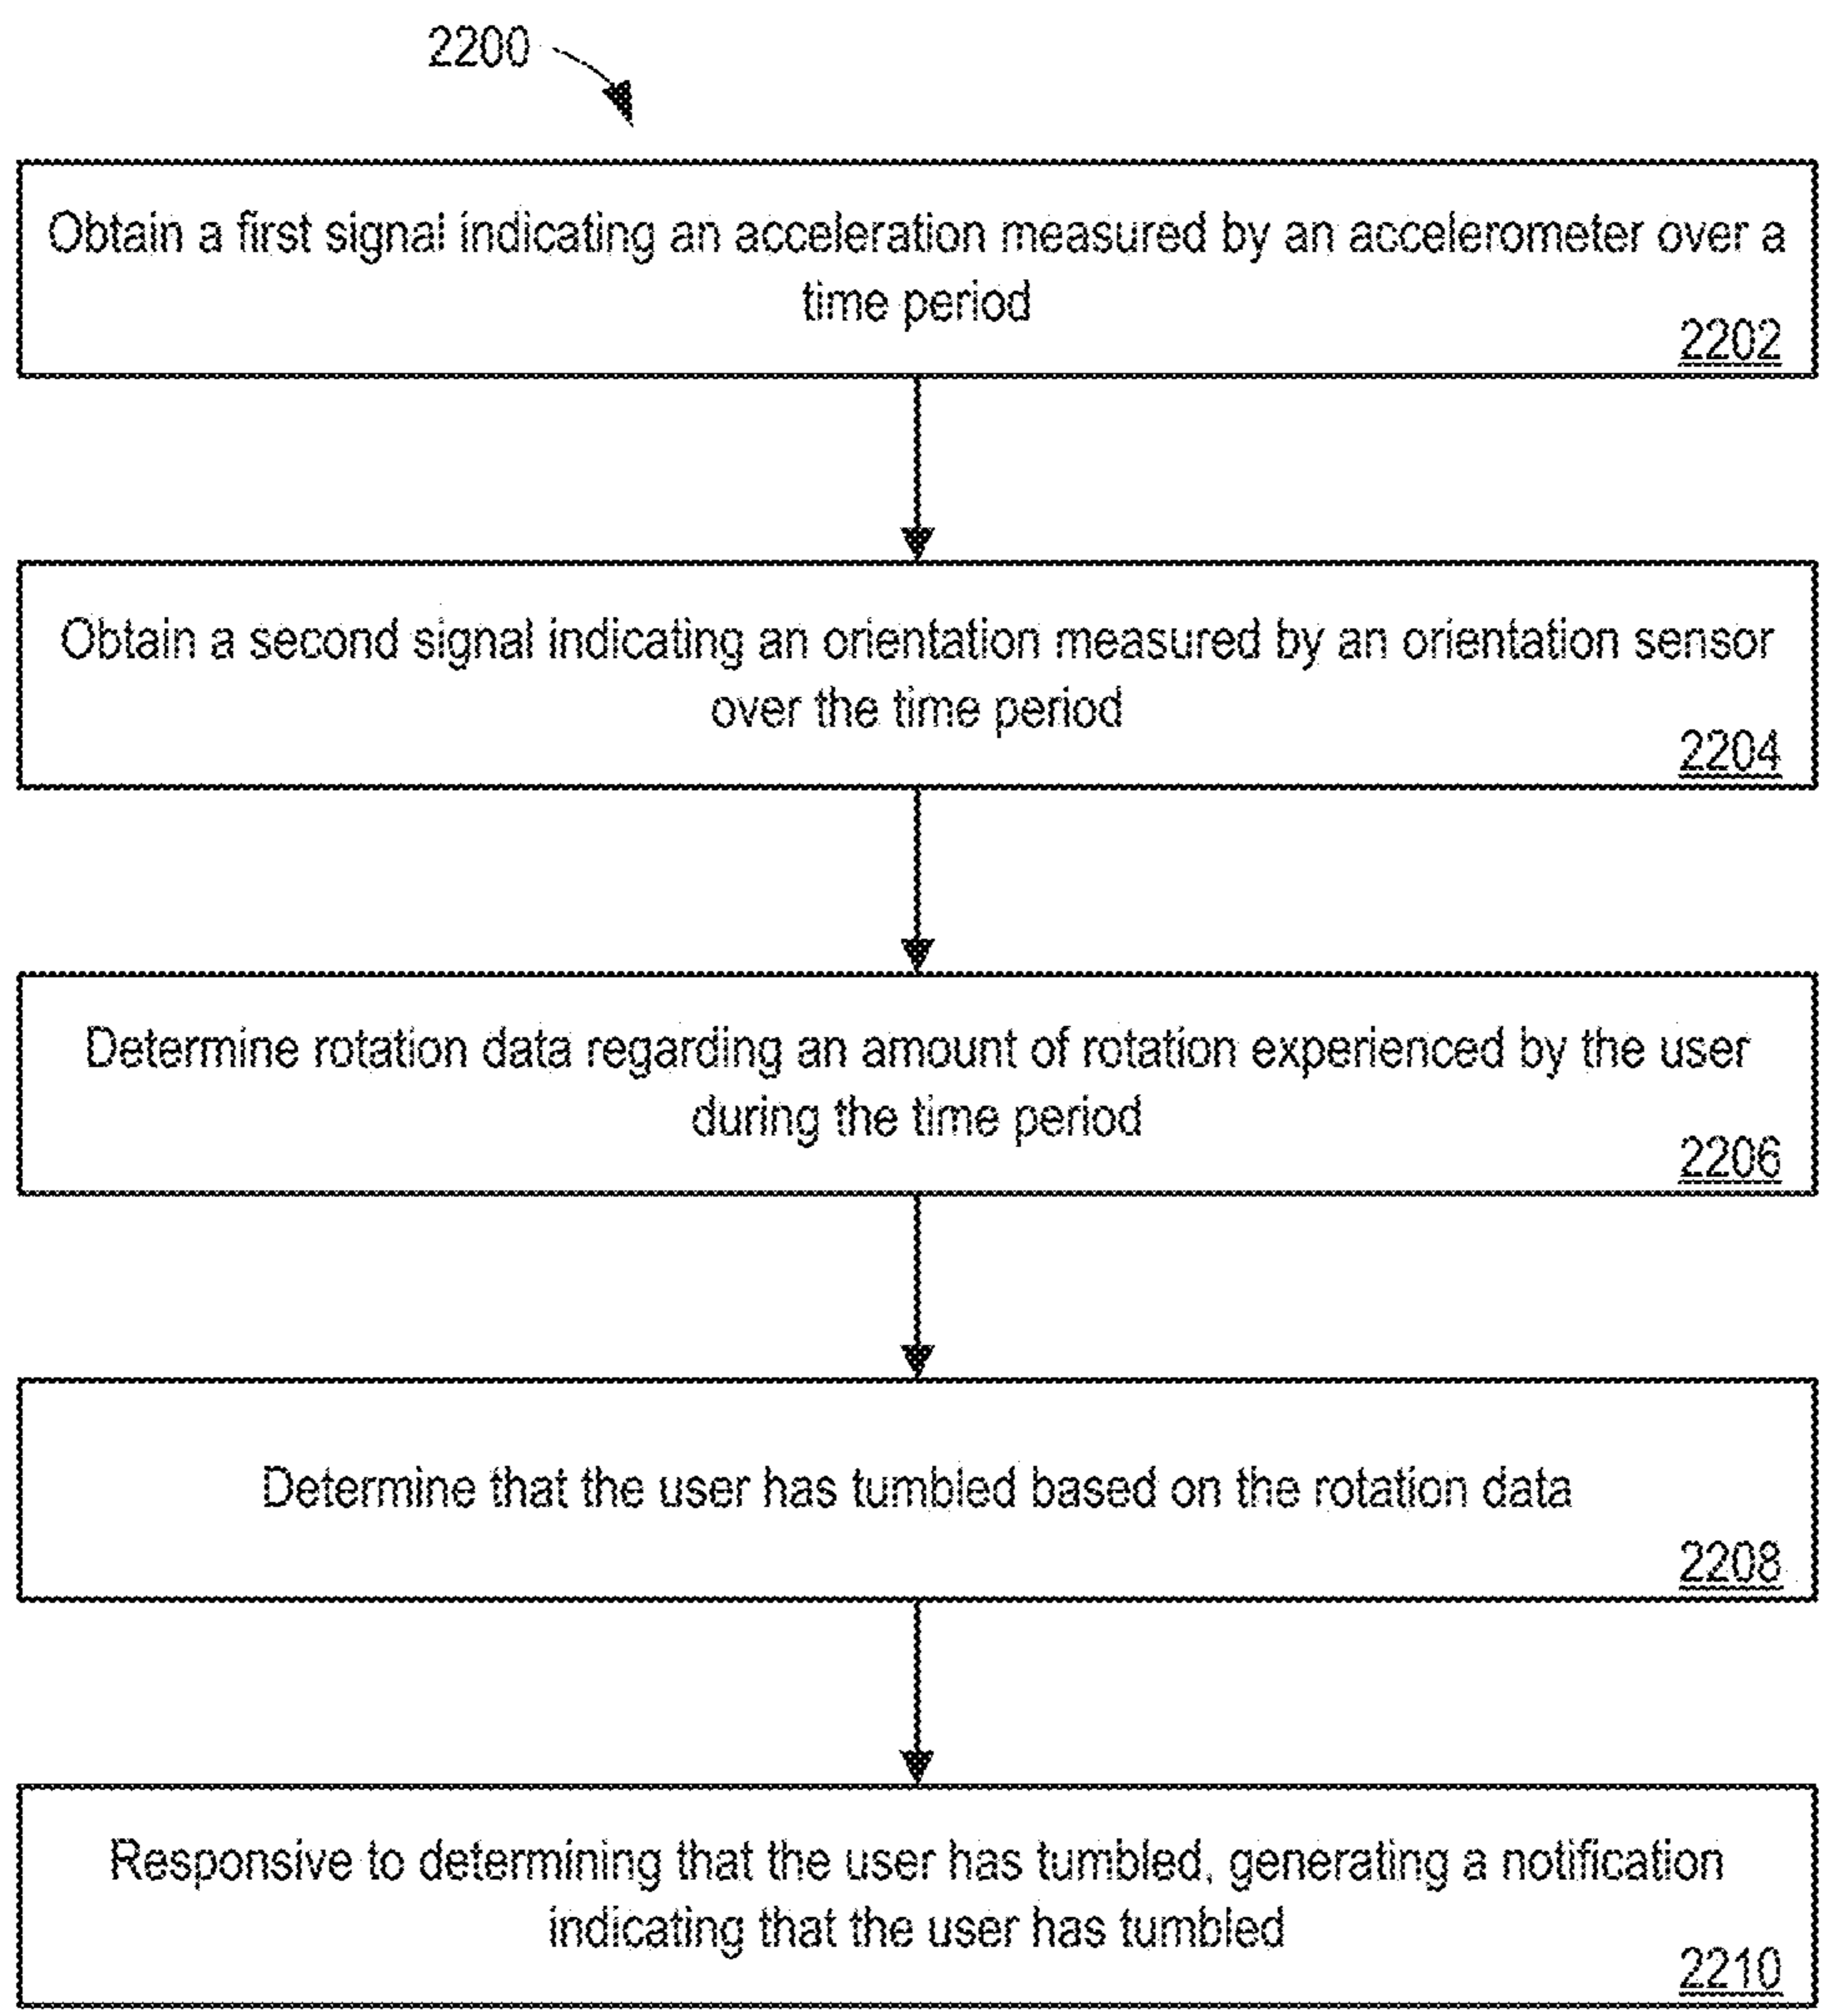 2200
Obtain a first signal indicating an acceleration measured by an accelerometer over a
time period
2202
Obtain a second signal indicating an orientation measured by an orientation sensor
over the time period
2204
Determine rotation data regarding an amount of rotation experienced by the user
during the time period
2206
Determine that the user has tumbled based on the rotation data
2208
Responsive to determining that the user has tumbled, generating a notification
indicating that the user has tumbled
2210